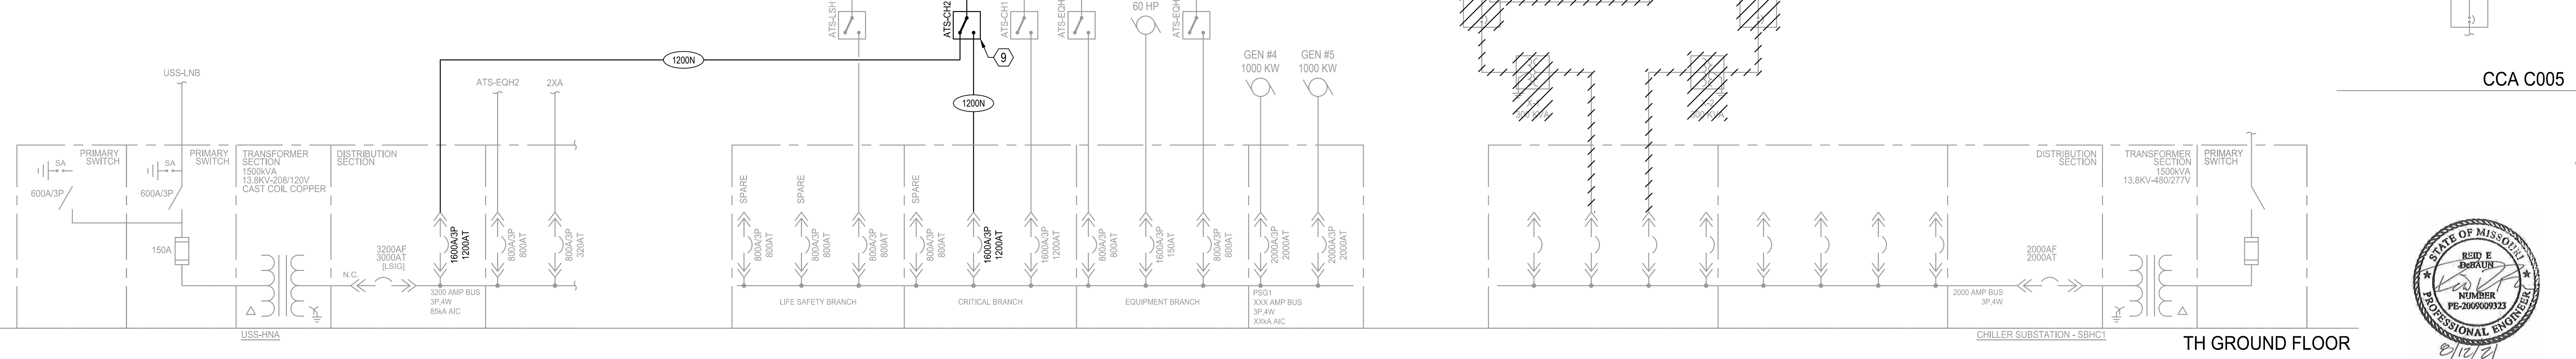 ATS-LSH
ATS-CH2
ATS-CH1
ATS-EQH
60 HP
ATS-EQH
9
1200N
1200N
USS-LNB
ATS-EQH2
2XA
GEN #4
1000 KW
GEN #5
1000 KW
300 KVA
CCA C005
SA
PRIMARY
SWITCH
SA
PRIMARY
SWITCH
TRANSFORMER
SECTION
1500kVA
13.8KV-208/120V
CAST COIL COPPER
DISTRIBUTION
SECTION
600A/3P
600A/3P
150A
N.C.
3200AF
3000AT
[LSIG]
1600A/3P
1200AT
800A/3P
800AT
800A/3P
320AT
3200 AMP BUS
3P,4W
85kA AIC
USS-HNA
SPARE
800A/3P
800AT
SPARE
800A/3P
800AT
800A/3P
800AT
SPARE
800A/3P
800AT
1600A/3P
1200AT
1600A/3P
1200AT
800A/3P
800AT
1600A/3P
150AT
800A/3P
800AT
2000A/3P
2000AT
2000A/3P
2000AT
LIFE SAFETY BRANCH
CRITICAL BRANCH
EQUIPMENT BRANCH
PSG1
XXX AMP BUS
3P,4W
XXkA AIC
DISTRIBUTION
SECTION
TRANSFORMER
SECTION
1500kVA
13.8KV-480/277V
PRIMARY
SWITCH
2000AF
2000AT
2000 AMP BUS
3P,4W
CHILLER SUBSTATION - SBHC1
TH GROUND FLOOR
STATE OF MISSOURI
REID E
DeBAUN
NUMBER
PE-2009009323
PROFESSIONAL ENGINEER
8/12/21